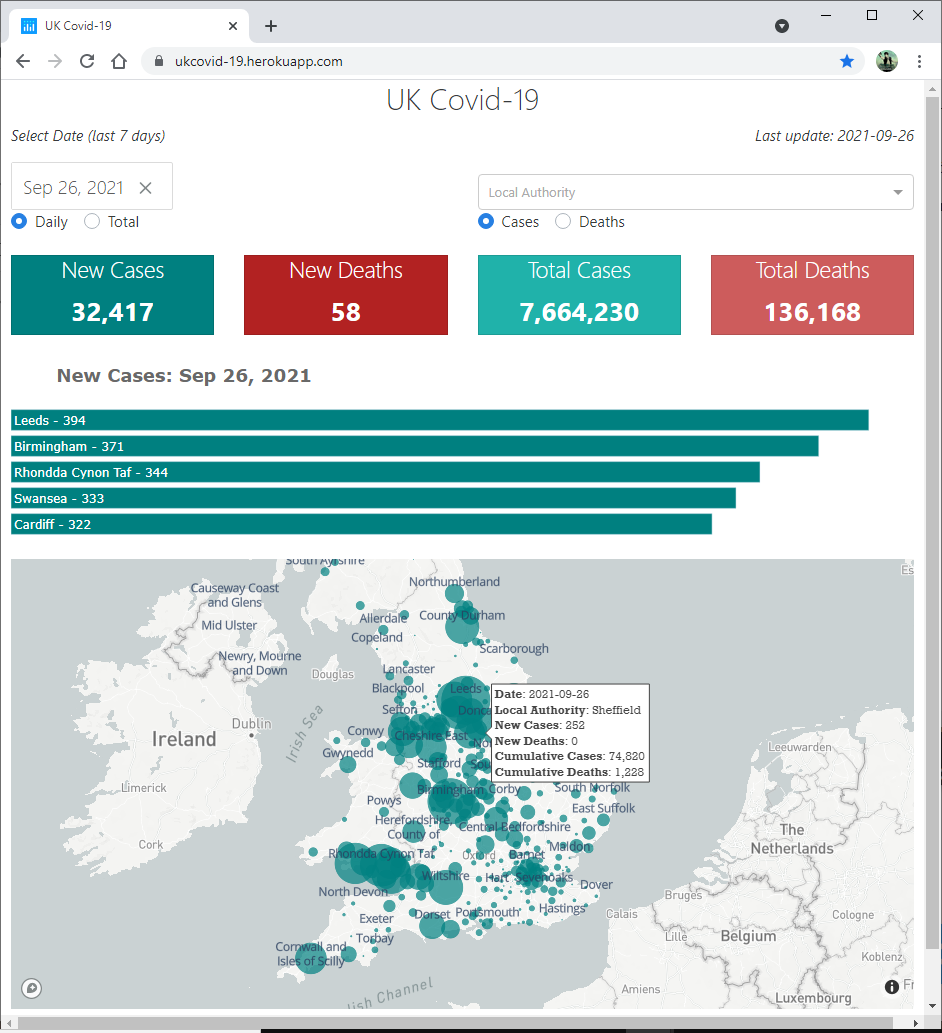 UK Covid-19
ukcovid-19.herokuapp.com
UK Covid-19
Select Date (last 7 days)
Last update: 2021-09-26
Sep 26, 2021
Local Authority
Daily Total
Cases Deaths
New Cases
32,417
New Deaths
58
Total Cases
7,664,230
Total Deaths
136,168
New Cases: Sep 26, 2021
Leeds - 394
Birmingham - 371
Rhondda Cynon Taf - 344
Swansea - 333
Cardiff - 322
South Ayrshire
Es
Causeway Coast
and Glens
Northumberland
Mid Ulster
Allerdale
County Durham
Copeland
Scarborough
Newry, Mourne
and Down
Douglas
Lancaster
Blackpool
Leeds
Sefton
Donca
Date: 2021-09-26
Local Authority: Sheffield
New Cases: 252
New Deaths: 0
Cumulative Cases: 74,820
Cumulative Deaths: 1,228
Dublin
Ireland
Irish Sea
Conwy
Cheshire East
No
Gwynedd
Stafford
Sou
Leeuwarden
Limerick
Birmingham
Corby
South Norfolk
Powys
East Suffolk
Herefordshire,
County of
Central Bedfordshire
The
Netherlands
Cork
Rhondda Cynon Taf
Oxford
Barnet
Maldon
Wiltshire
Hart
Sevenoaks
North Devon
Dover
Bruges
Exeter
Dorset
Portsmouth
Hastings
Calais
Cologne
Torbay
Lille
Belgium
Cornwall and
Isles of Scilly
Koblenz
Amiens
Fr
lish Channel
Luxembourg